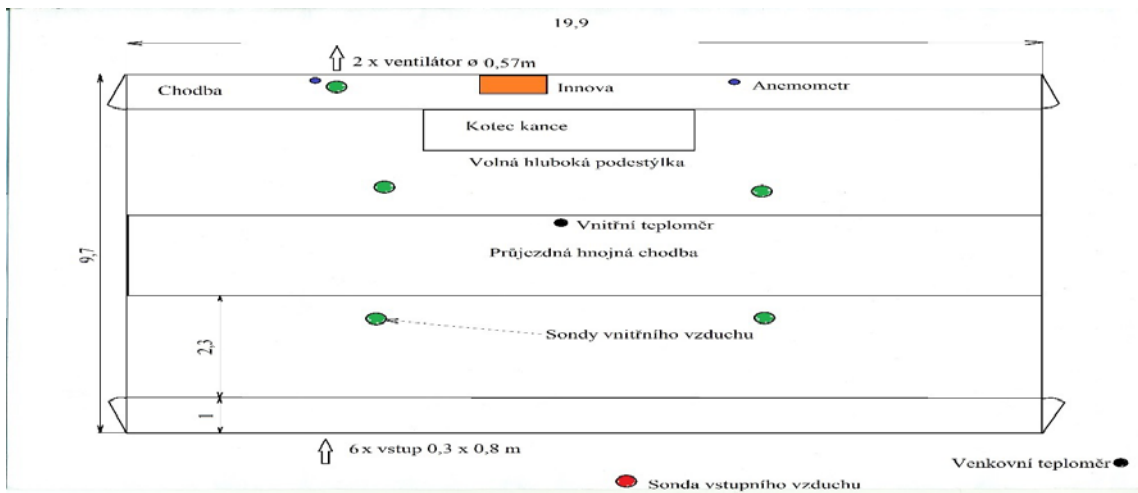 19,9
2 x ventilátor ø 0,57m
Chodba
Innova
Anemometr
Kotec kance
Volná hluboká podestýlka
Vnitřní teploměr
9,7
Průjezdná hnojná chodba
Sondy vnitřního vzduchu
2,3
1
6x vstup 0,3 x 0,8 m
Venkovní teploměr
Sonda vstupního vzduchu